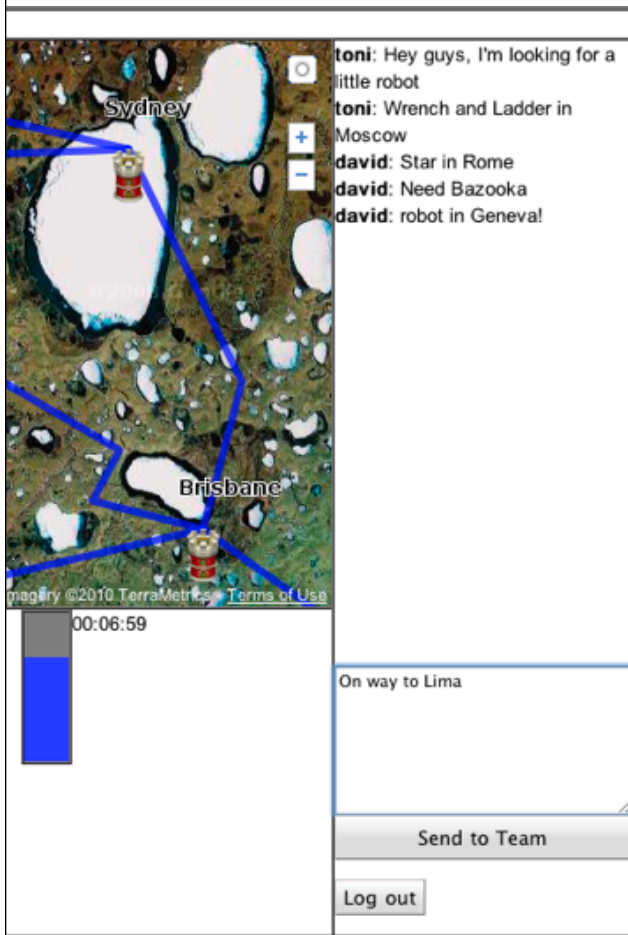 Sydney
+
−
Brisbane
magery ©2010 TerraMetrics - Terms of Use
00:06:59
toni: Hey guys, I'm looking for a
little robot
toni: Wrench and Ladder in
Moscow
david: Star in Rome
david: Need Bazooka
david: robot in Geneva!
On way to Lima
Send to Team
Log out